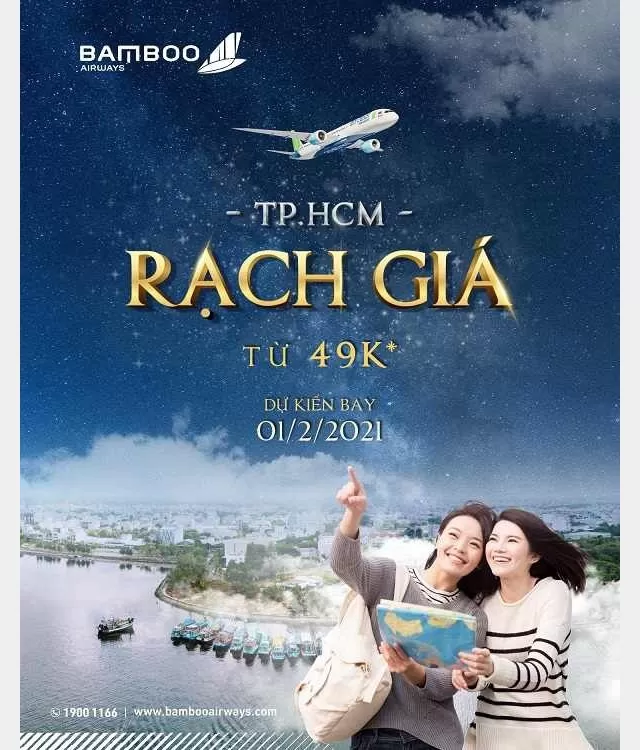 BAMBOO
AIRWAYS
- TP.HCM -
RẠCH GIÁ
TỪ 49K*
DỰ KIẾN BAY
01/2/2021
1900 1166 | www.bambooairways.com